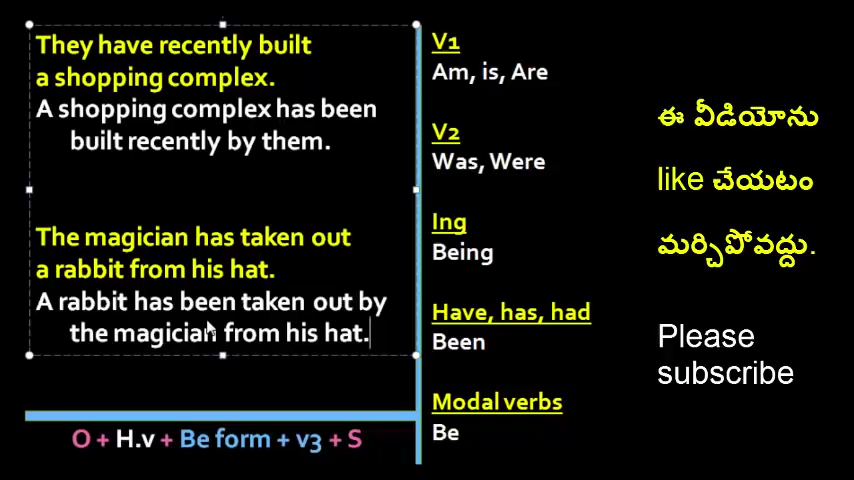 They have recently built
a shopping complex.
A shopping complex has been
built recently by them.
The magician has taken out
a rabbit from his hat.
A rabbit has been taken out by
the magician from his hat.
O + H.v + Be form + v3 + S
V1
Am, is, Are
V2
Was, Were
Ing
Being
Have, has, had
Been
Modal verbs
Be
ఈ వీడియోను
like చేయటం
మర్చిపోవద్దు.
Please
subscribe